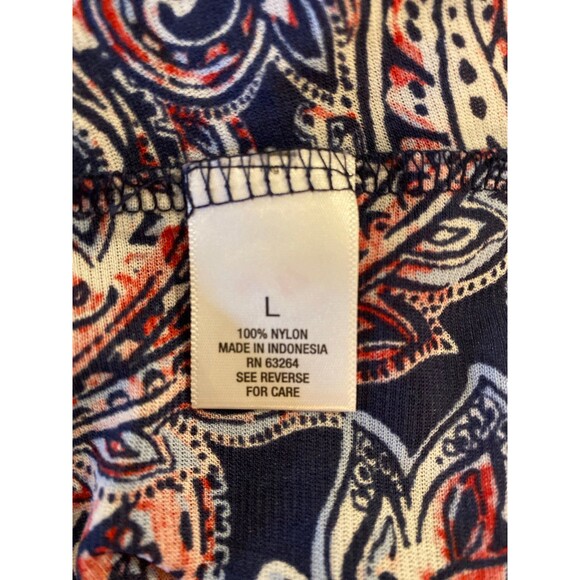 L
100% NYLON
MADE IN INDONESIA
RN 63264
SEE REVERSE
FOR CARE